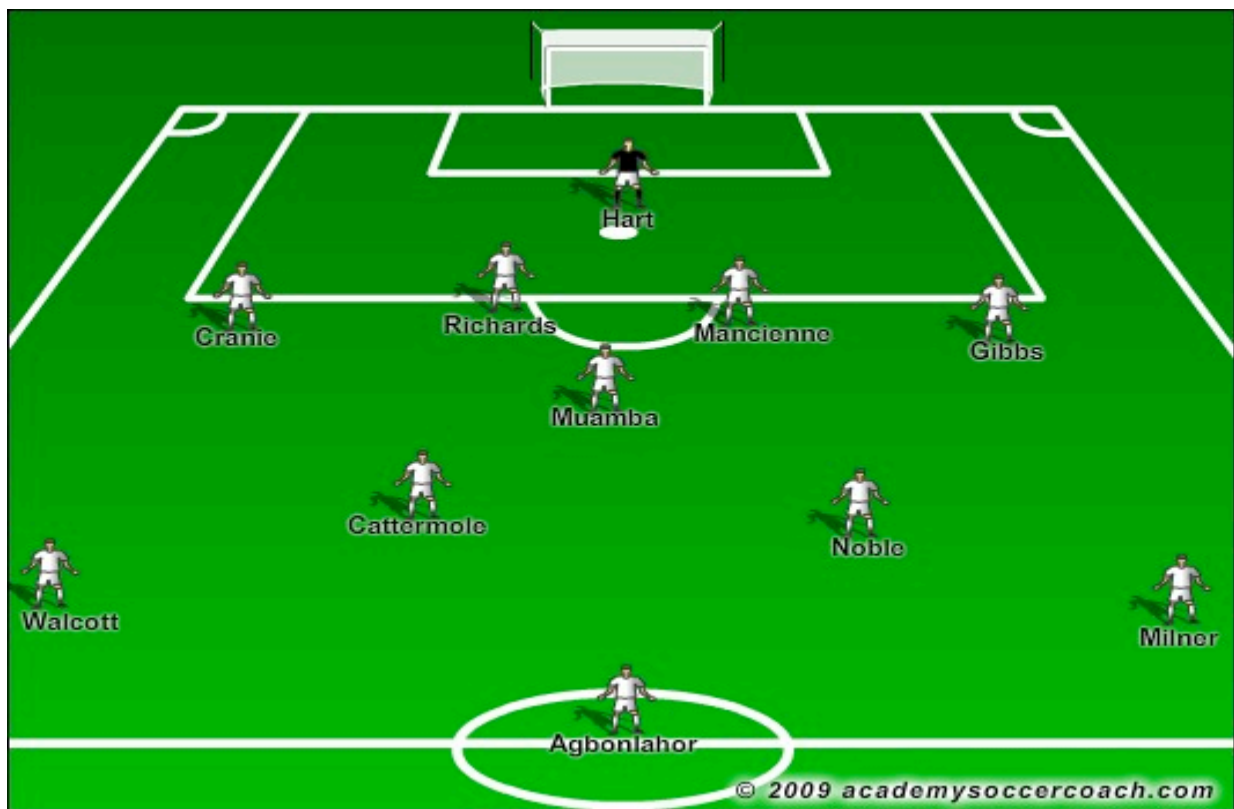 Hart
Cranie
Richards
Mancienne
Gibbs
Muamba
Cattermole
Noble
Walcott
Milner
Agbonlahor
© 2009 academysoccercoach.com